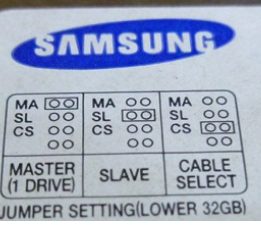 SAMSUNG
MA SL CS
MA SL CS
MA SL CS
MASTER (1 DRIVE)
SLAVE
CABLE SELECT
JUMPER SETTING(LOWER 32GB)